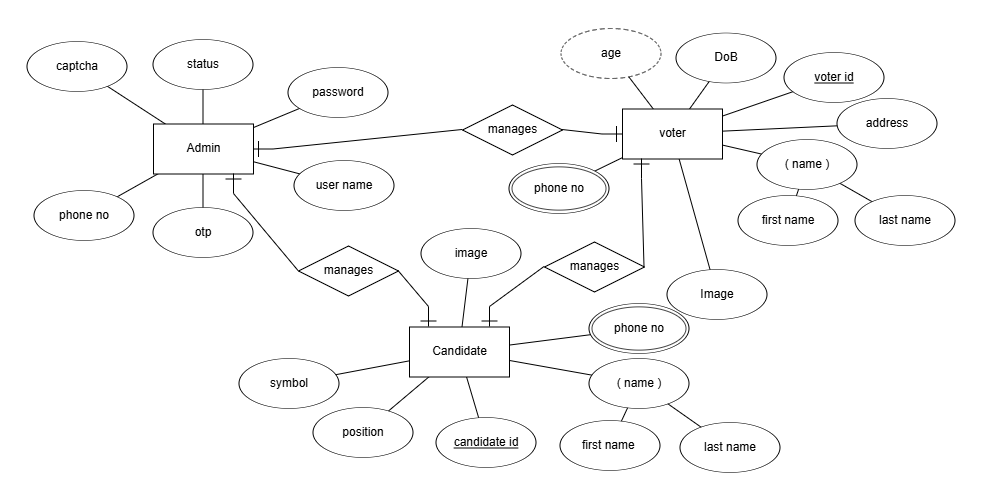 age
DoB
captcha
status
voter id
password
address
manages
voter
Admin
( name )
user name
phone no
phone no
first name
last name
otp
image
manages
manages
Image
phone no
Candidate
symbol
( name )
position
candidate id
first name
last name